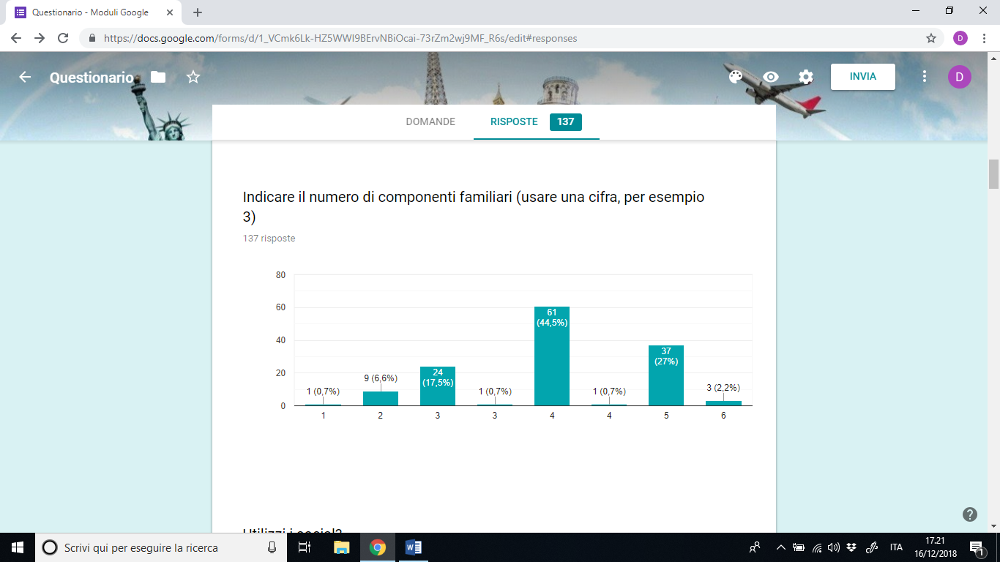 Questionario - Moduli Google
https://docs.google.com/forms/d/1_VCmk6Lk-HZ5WWI9BErvNBiOcai-73rZm2wj9MF_R6s/edit#responses
D
Questionario
INVIA
D
DOMANDE RISPOSTE 137
Indicare il numero di componenti familiari (usare una cifra, per esempio
3)
137 risposte
80
60
40
20
0
1 (0,7%)
9 (6,6%)
24
(17,5%)
1 (0,7%)
61
(44,5%)
1 (0,7%)
37
(27%)
3 (2,2%)
1 2 3 3 4 4 5 6
Utilizzi i social?
Scrivi qui per eseguire la ricerca
ITA
17.21
16/12/2018
1